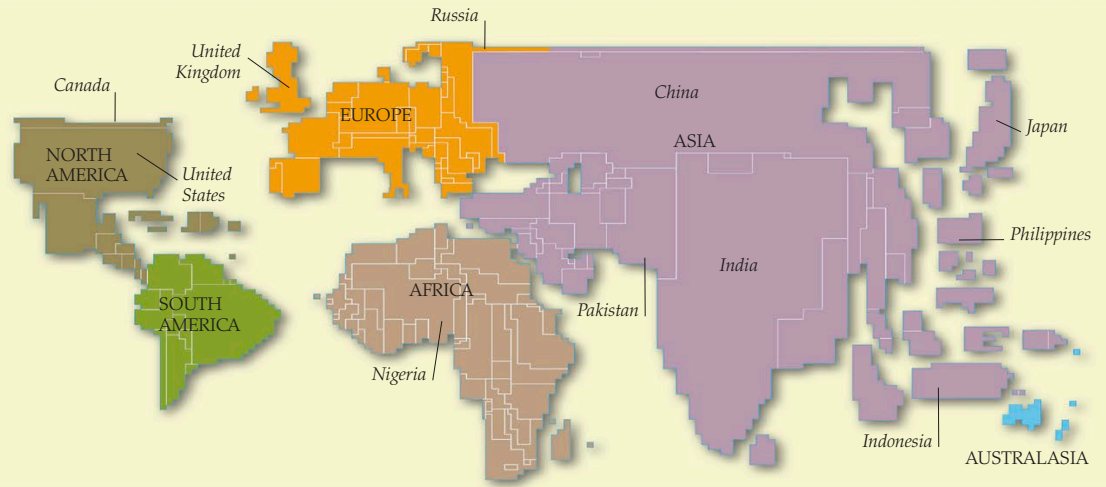 Russia
United
Kingdom
Canada
China
EUROPE
Japan
ASIA
NORTH
AMERICA
United
States
Philippines
India
AFRICA
SOUTH
AMERICA
Pakistan
Nigeria
Indonesia
AUSTRALASIA